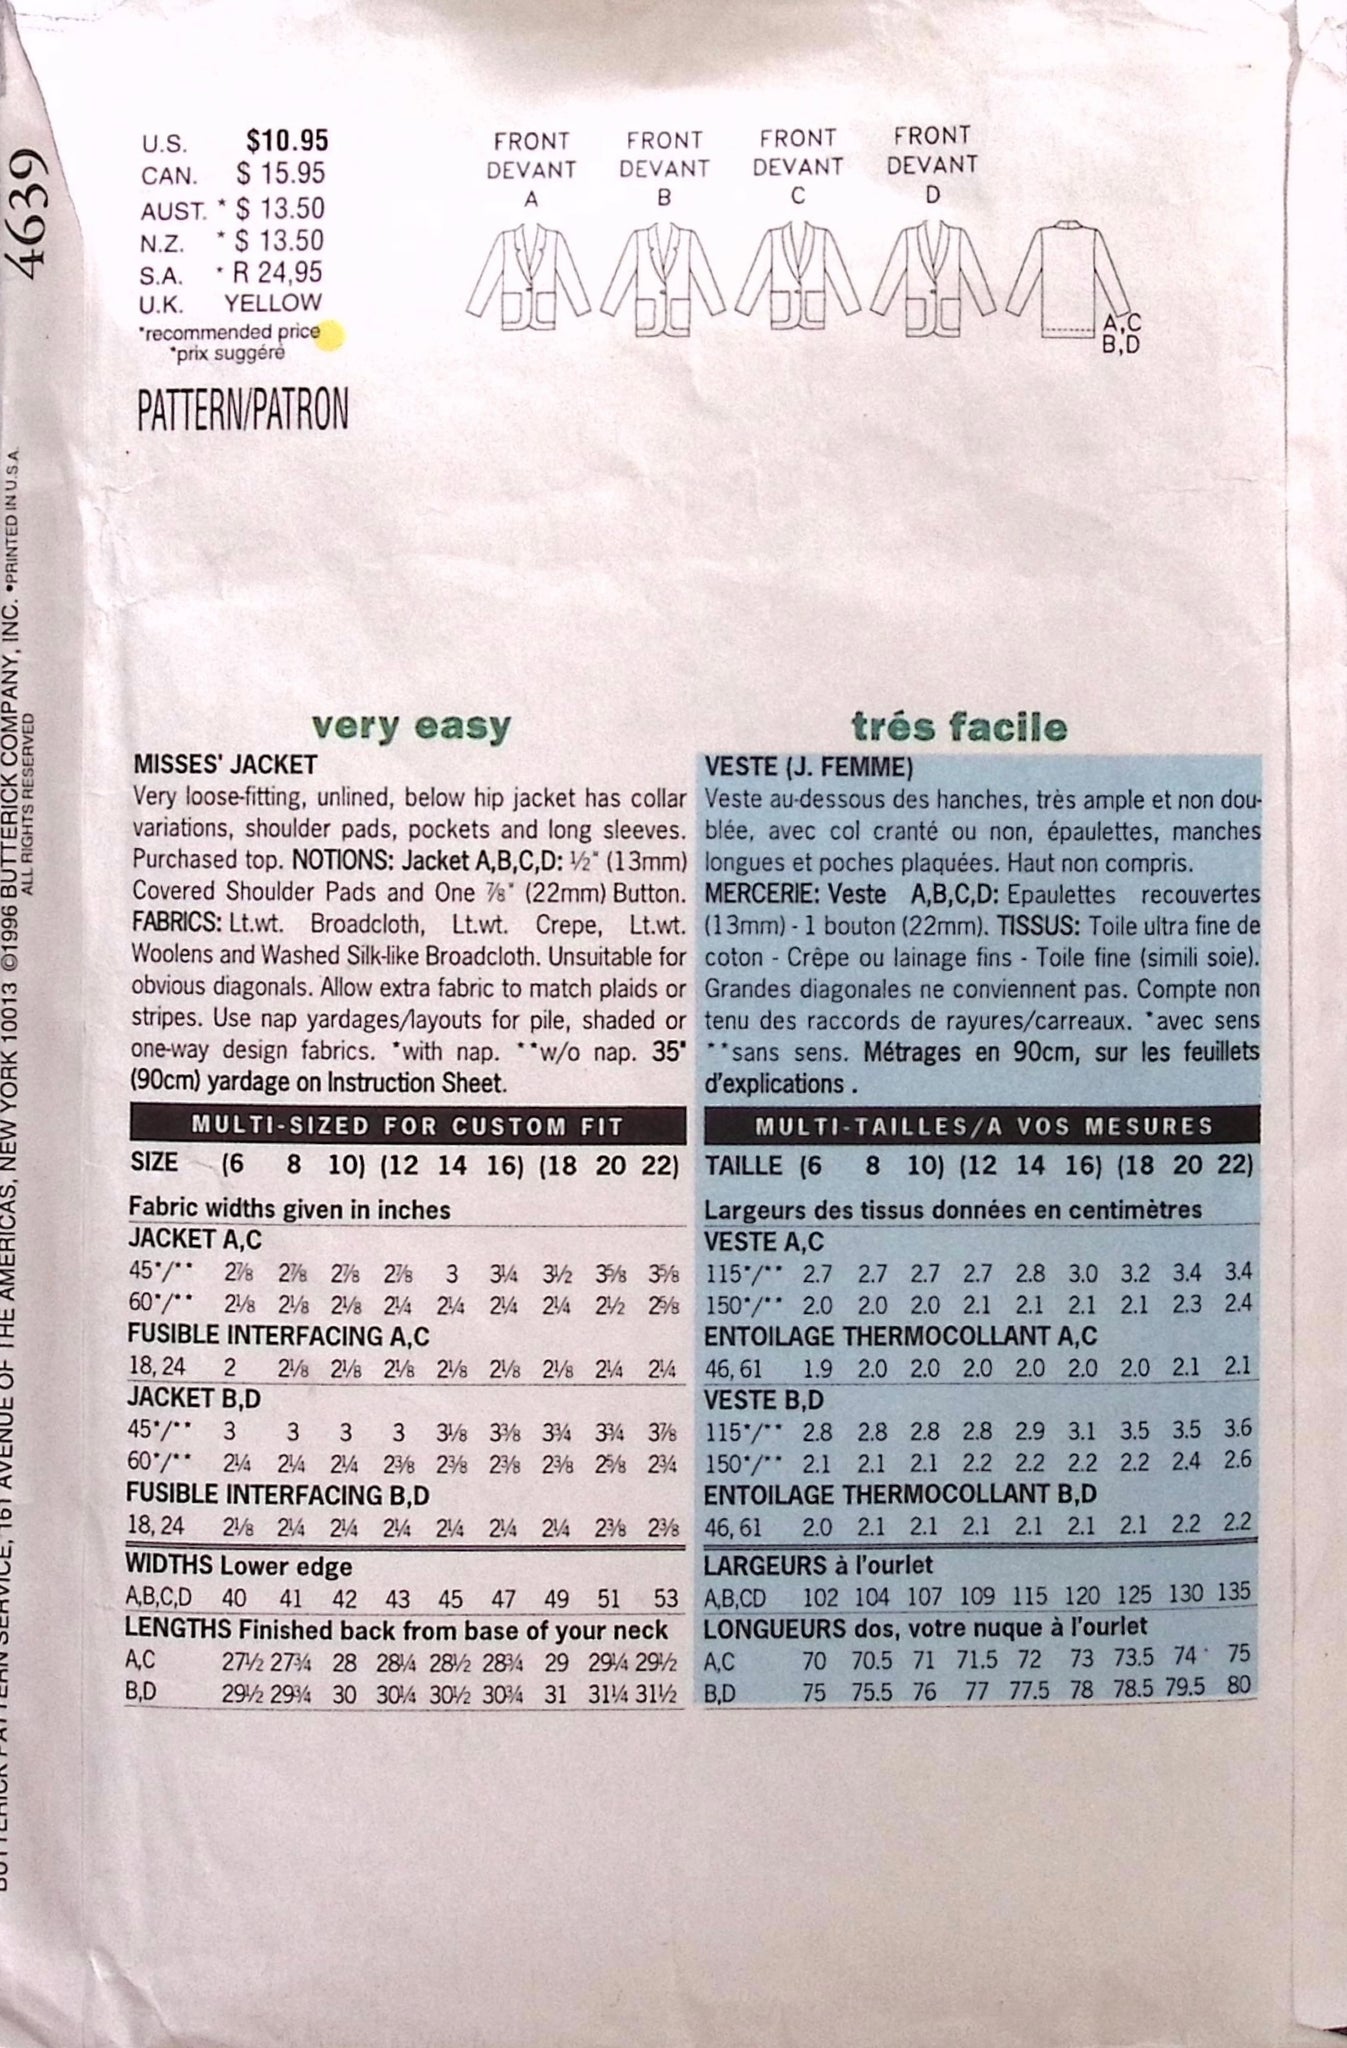 4639
U.S. $10.95
CAN. $ 15.95
AUST. * $ 13.50
N.Z. * $ 13.50
S.A. * R 24,95
U.K. YELLOW
*recommended price
*prix suggéré
PATTERN/PATRON
FRONT FRONT FRONT FRONT
DEVANT DEVANT DEVANT DEVANT
A B C D
A,C
B,D
BUTTERICK PATTERN SERVICE, 161 AVENUE OF THE AMERICAS, NEW YORK 10013 ©1996 BUTTERICK COMPANY, INC. •PRINTED IN U.S.A.
ALL RIGHTS RESERVED
very easy
MISSES' JACKET
Very loose-fitting, unlined, below hip jacket has collar
variations, shoulder pads, pockets and long sleeves.
Purchased top. NOTIONS: Jacket A,B,C,D: ½" (13mm)
Covered Shoulder Pads and One ⅞" (22mm) Button.
FABRICS: Lt.wt. Broadcloth, Lt.wt. Crepe, Lt.wt.
Woolens and Washed Silk-like Broadcloth. Unsuitable for
obvious diagonals. Allow extra fabric to match plaids or
stripes. Use nap yardages/layouts for pile, shaded or
one-way design fabrics. *with nap. **w/o nap. 35"
(90cm) yardage on Instruction Sheet.
MULTI-SIZED FOR CUSTOM FIT
SIZE (6 8 10) (12 14 16) (18 20 22)
Fabric widths given in inches
JACKET A,C
45*/** 2⅞ 2⅞ 2⅞ 2⅞ 3 3¼ 3½ 3⅝ 3⅝
60*/** 2⅛ 2⅛ 2⅛ 2¼ 2¼ 2¼ 2¼ 2½ 2⅝
FUSIBLE INTERFACING A,C
18, 24 2 2⅛ 2⅛ 2⅛ 2⅛ 2⅛ 2⅛ 2¼ 2¼
JACKET B,D
45*/** 3 3 3 3 3⅛ 3⅜ 3¾ 3¾ 3⅞
60*/** 2¼ 2¼ 2¼ 2⅜ 2⅜ 2⅜ 2⅜ 2⅝ 2¾
FUSIBLE INTERFACING B,D
18, 24 2⅛ 2¼ 2¼ 2¼ 2¼ 2¼ 2¼ 2⅜ 2⅜
WIDTHS Lower edge
A,B,C,D 40 41 42 43 45 47 49 51 53
LENGTHS Finished back from base of your neck
A,C 27½ 27¾ 28 28¼ 28½ 28¾ 29 29¼ 29½
B,D 29½ 29¾ 30 30¼ 30½ 30¾ 31 31¼ 31½
trés facile
VESTE (J. FEMME)
Veste au-dessous des hanches, très ample et non dou-
blée, avec col cranté ou non, épaulettes, manches
longues et poches plaquées. Haut non compris.
MERCERIE: Veste A,B,C,D: Epaulettes recouvertes
(13mm) - 1 bouton (22mm). TISSUS: Toile ultra fine de
coton - Crêpe ou lainage fins - Toile fine (simili soie).
Grandes diagonales ne conviennent pas. Compte non
tenu des raccords de rayures/carreaux. *avec sens
**sans sens. Métrages en 90cm, sur les feuillets
d'explications .
MULTI-TAILLES/A VOS MESURES
TAILLE (6 8 10) (12 14 16) (18 20 22)
Largeurs des tissus données en centimètres
VESTE A,C
115*/** 2.7 2.7 2.7 2.7 2.8 3.0 3.2 3.4 3.4
150*/** 2.0 2.0 2.0 2.1 2.1 2.1 2.1 2.3 2.4
ENTOILAGE THERMOCOLLANT A,C
46, 61 1.9 2.0 2.0 2.0 2.0 2.0 2.0 2.1 2.1
VESTE B,D
115*/** 2.8 2.8 2.8 2.8 2.9 3.1 3.5 3.5 3.6
150*/** 2.1 2.1 2.1 2.2 2.2 2.2 2.2 2.4 2.6
ENTOILAGE THERMOCOLLANT B,D
46, 61 2.0 2.1 2.1 2.1 2.1 2.1 2.1 2.2 2.2
LARGEURS à l'ourlet
A,B,CD 102 104 107 109 115 120 125 130 135
LONGUEURS dos, votre nuque à l'ourlet
A,C 70 70.5 71 71.5 72 73 73.5 74 75
B,D 75 75.5 76 77 77.5 78 78.5 79.5 80